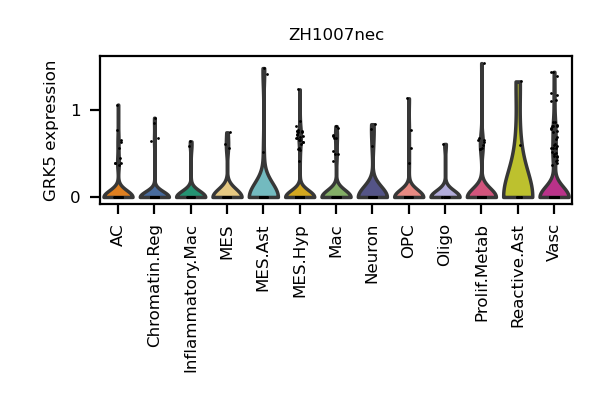 ZH1007nec
GRK5 expression
1
0
AC
Chromatin.Reg
Inflammatory.Mac
MES
MES.Ast
MES.Hyp
Mac
Neuron
OPC
Oligo
Prolif.Metab
Reactive.Ast
Vasc